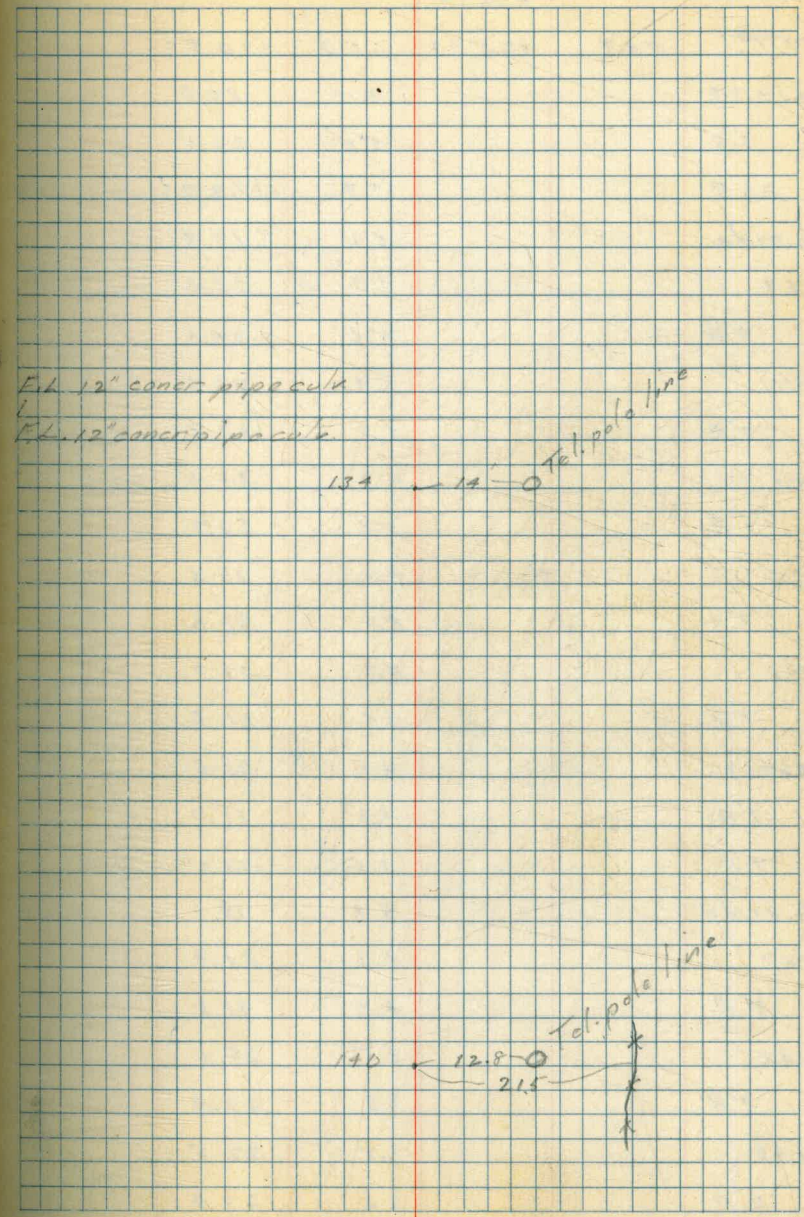 F.L. 12" concr. pipe culv.
F.L. 12" concr pipe culv.
Tel. pole line
134 14'
Tel. pole line
140 12.8
21.5